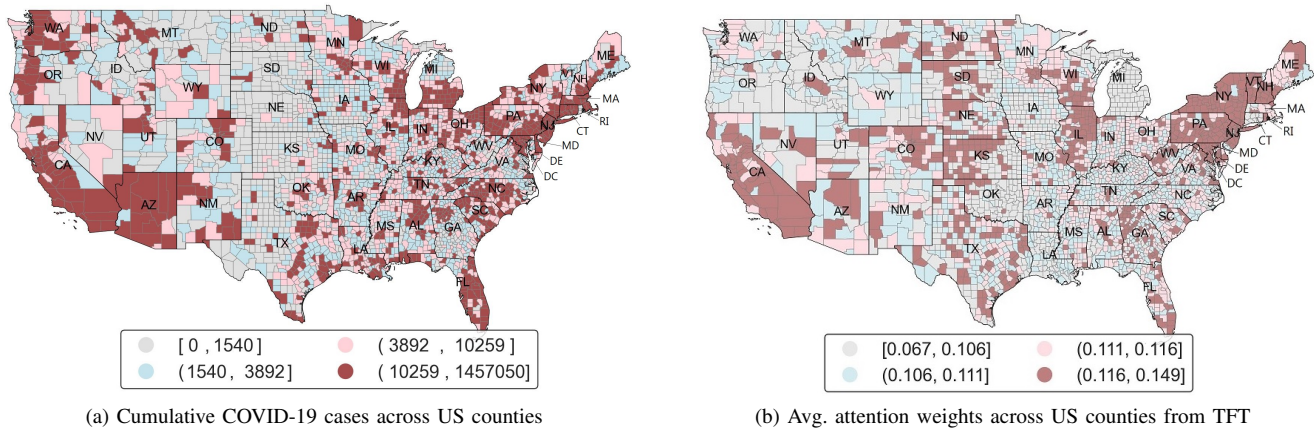 WA
MT
ND
MN
ME
OR
ID
SD
WI
MI
VT
NH
NY
WY
IA
MA
NE
PA
RI
NV
UT
IL
IN
OH
NJ
CT
CO
MD
CA
KS
MO
WV
VA
DE
KY
DC
AZ
NM
OK
AR
TN
NC
SC
MS
AL
GA
TX
LA
FL
[ 0 , 1540]
( 3892 , 10259 ]
(1540 , 3892]
(10259, 1457050]
(a) Cumulative COVID-19 cases across US counties
WA
MT
ND
MN
ME
OR
ID
SD
WI
MI
VT
NH
NY
WY
IA
MA
NE
PA
RI
NV
UT
IL
IN
OH
NJ
CT
CO
MD
CA
KS
MO
WV
VA
DE
KY
DC
AZ
NM
OK
AR
TN
NC
SC
MS
AL
GA
TX
LA
FL
[0.067, 0.106]
(0.111, 0.116]
(0.106, 0.111]
(0.116, 0.149]
(b) Avg. attention weights across US counties from TFT